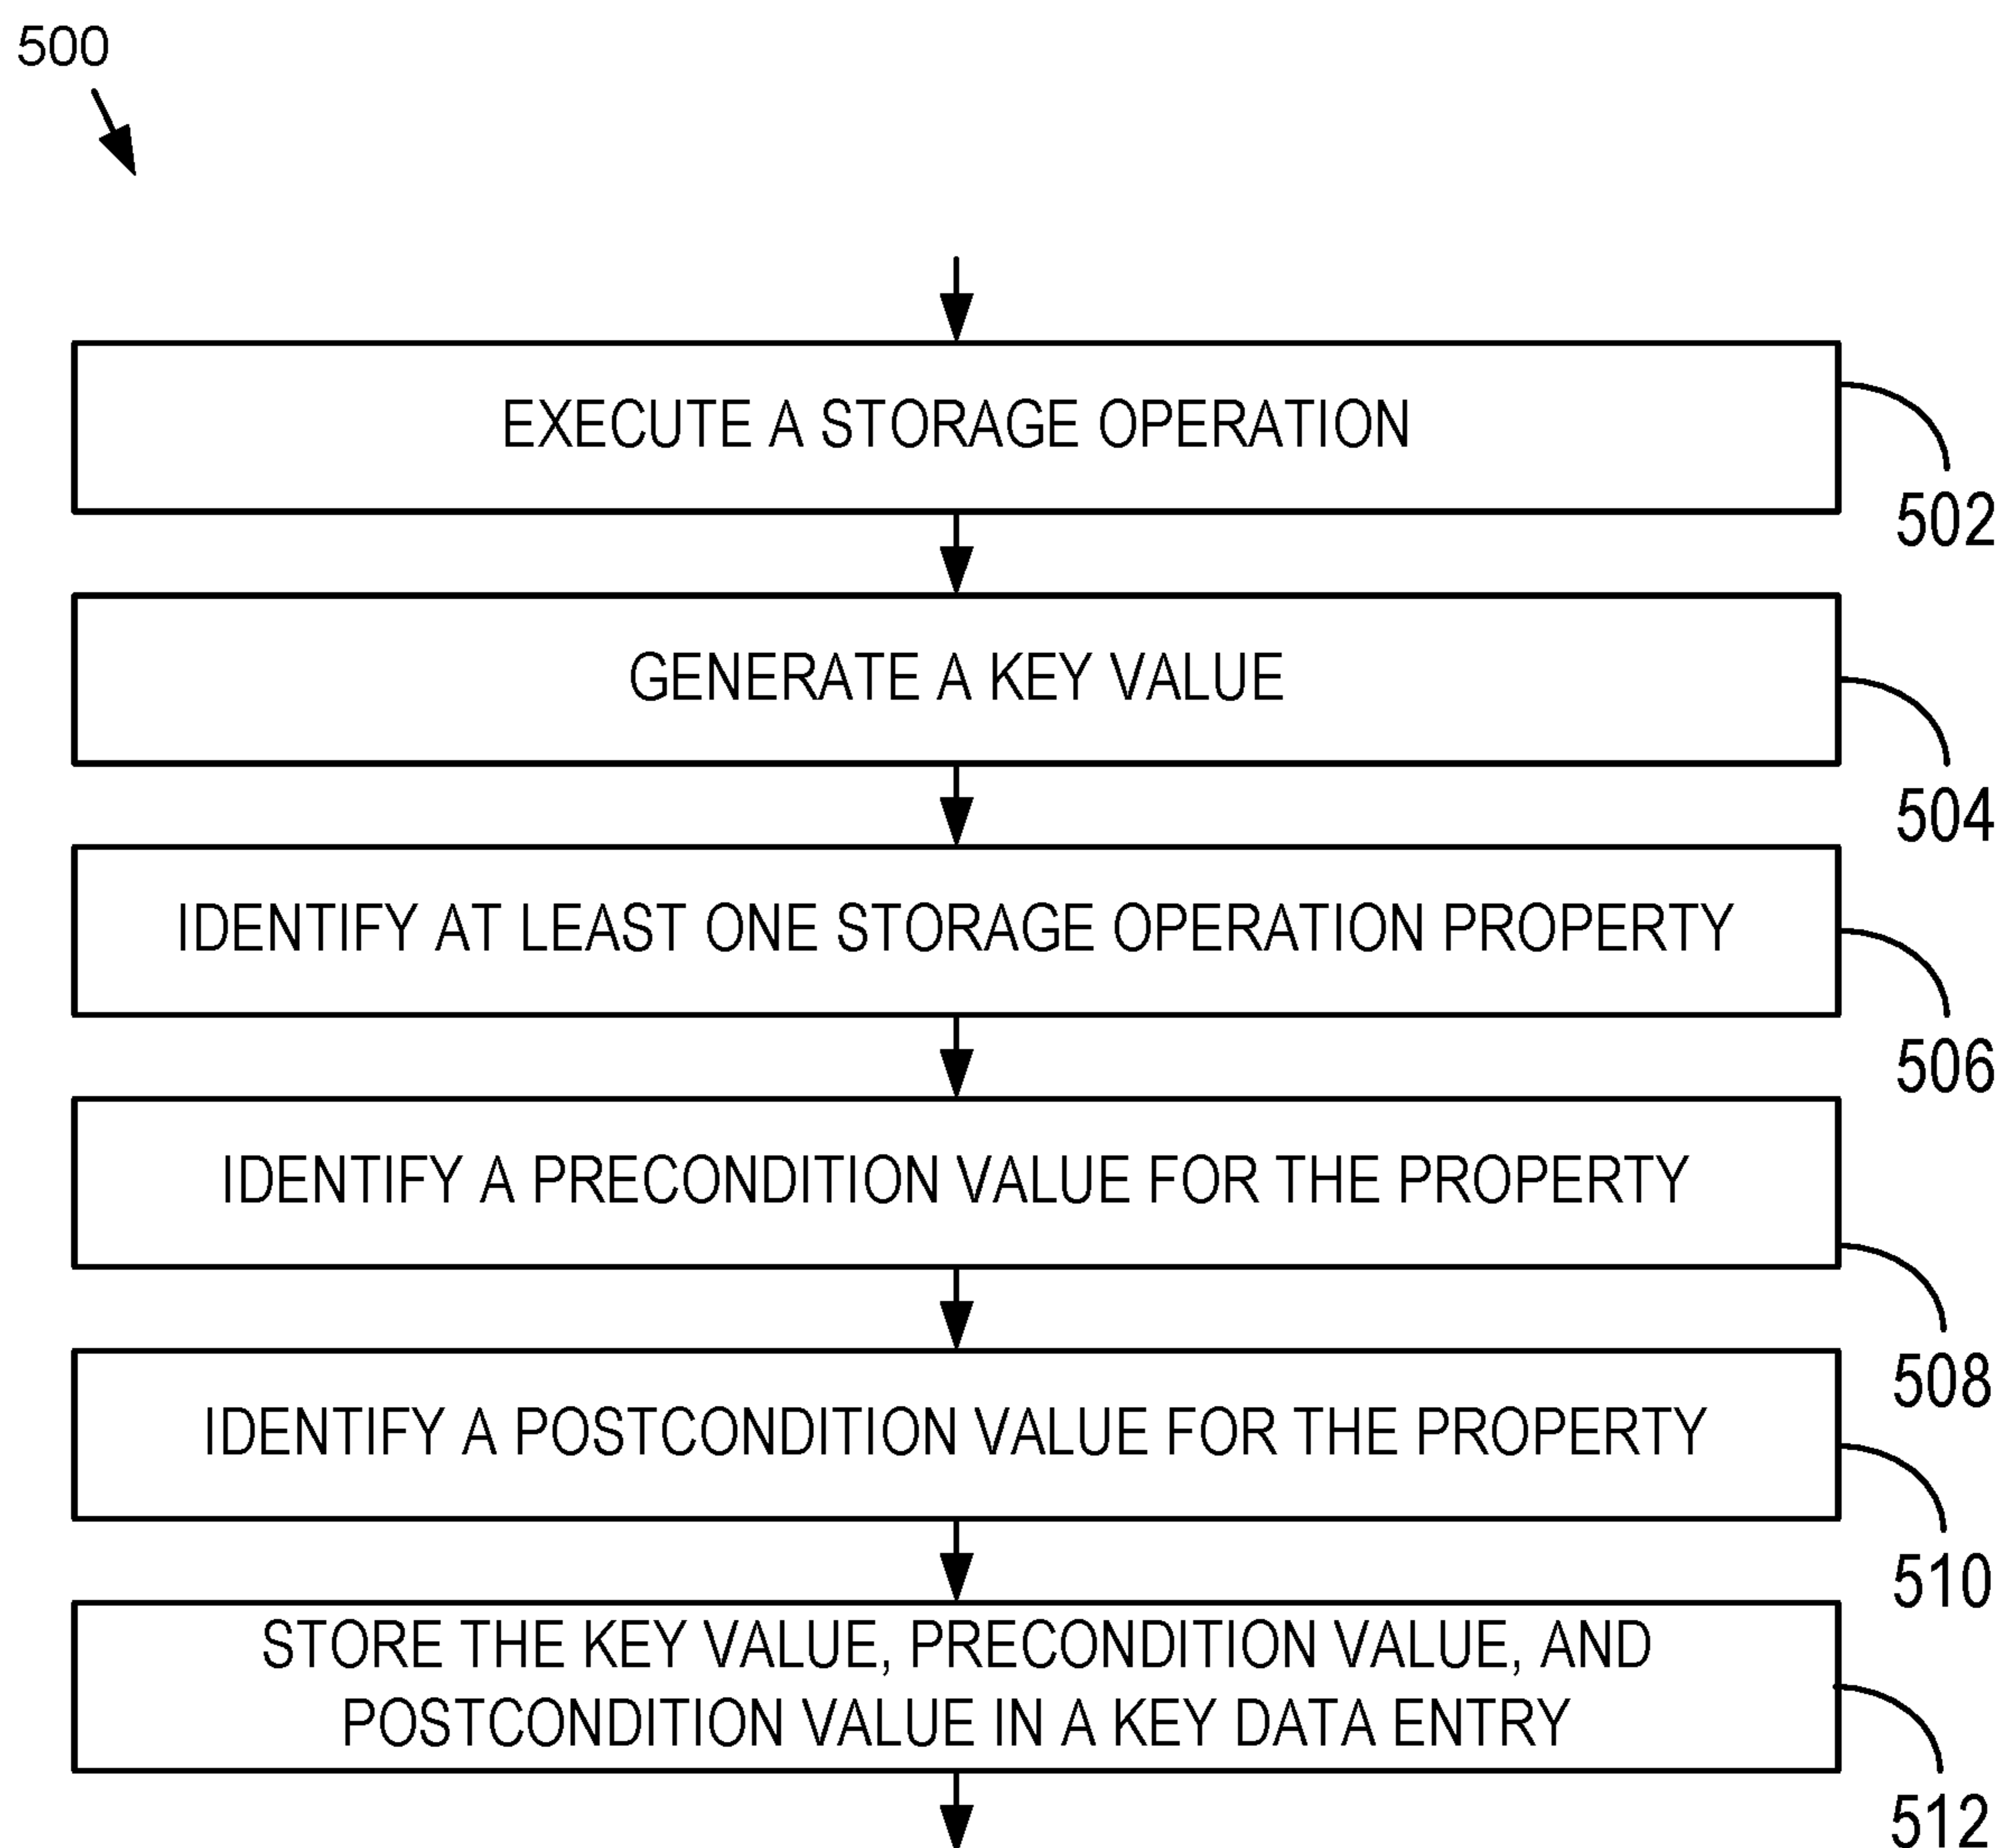 500
EXECUTE A STORAGE OPERATION
502
GENERATE A KEY VALUE
504
IDENTIFY AT LEAST ONE STORAGE OPERATION PROPERTY
506
IDENTIFY A PRECONDITION VALUE FOR THE PROPERTY
508
IDENTIFY A POSTCONDITION VALUE FOR THE PROPERTY
510
STORE THE KEY VALUE, PRECONDITION VALUE, AND
POSTCONDITION VALUE IN A KEY DATA ENTRY
512